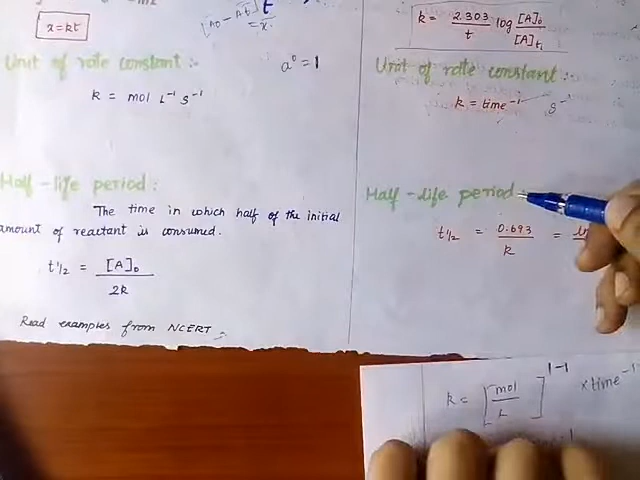 x = kt
[A0 - At] t
= x.
Unit of rate constant :-
a⁰ = 1
k = mol L⁻¹ s⁻¹
Half-life period :
The time in which half of the initial
amount of reactant is consumed.
t½ = [A]₀
2k
Read examples from NCERT
k = 2.303 log [A]₀
t [A]t
Unit of rate constant :-
k = time⁻¹ s⁻¹
Half-life period :
t½ = 0.693 =
k
k = [mol
L]¹⁻¹ x time⁻¹